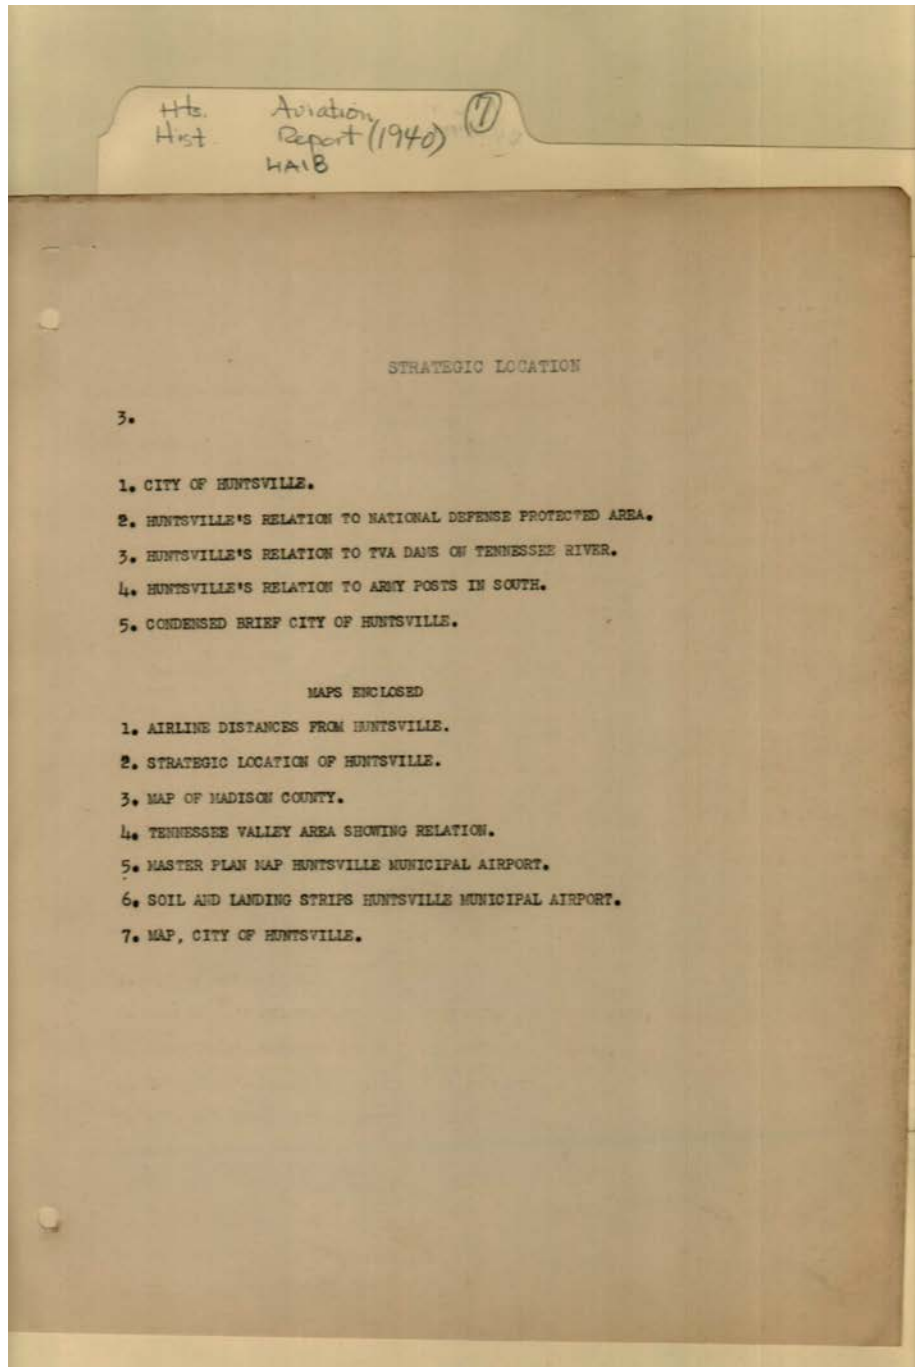 Hts. Aviation 7
Hist Report (1940)
HAIB
STRATEGIC LOCATION
3.
1. CITY OF HUNTSVILLE.
2. HUNTSVILLE'S RELATION TO NATIONAL DEFENSE PROTECTED AREA.
3. HUNTSVILLE'S RELATION TO TVA DAMS ON TENNESSEE RIVER.
4. HUNTSVILLE'S RELATION TO ARMY POSTS IN SOUTH.
5. CONDENSED BRIEF CITY OF HUNTSVILLE.
MAPS ENCLOSED
1. AIRLINE DISTANCES FROM HUNTSVILLE.
2. STRATEGIC LOCATION OF HUNTSVILLE.
3. MAP OF MADISON COUNTY.
4. TENNESSEE VALLEY AREA SHOWING RELATION.
5. MASTER PLAN MAP HUNTSVILLE MUNICIPAL AIRPORT.
6. SOIL AND LANDING STRIPS HUNTSVILLE MUNICIPAL AIRPORT.
7. MAP, CITY OF HUNTSVILLE.